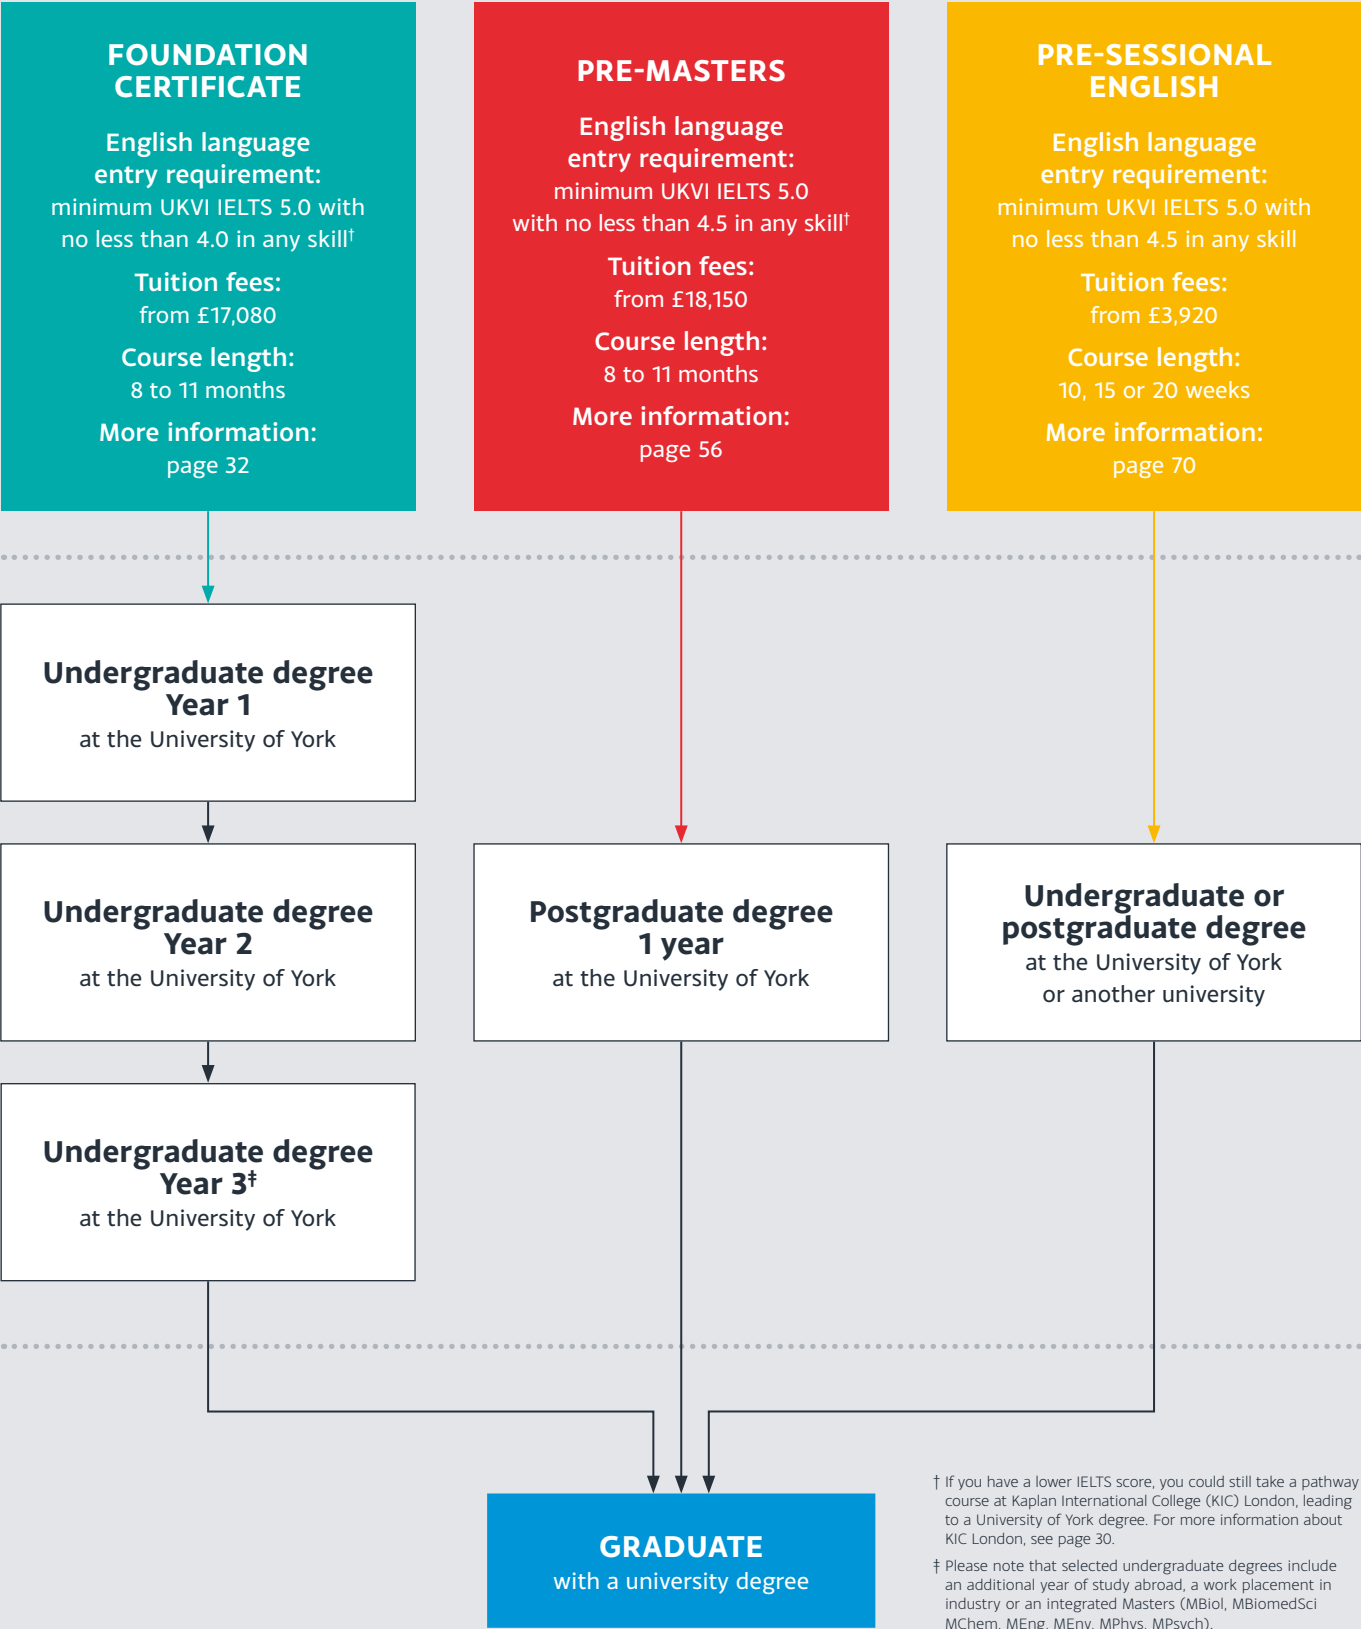 FOUNDATION
CERTIFICATE
English language
entry requirement:
minimum UKVI IELTS 5.0 with
no less than 4.0 in any skill†
Tuition fees:
from £17,080
Course length:
8 to 11 months
More information:
page 32
PRE-MASTERS
English language
entry requirement:
minimum UKVI IELTS 5.0
with no less than 4.5 in any skill†
Tuition fees:
from £18,150
Course length:
8 to 11 months
More information:
page 56
PRE-SESSIONAL
ENGLISH
English language
entry requirement:
minimum UKVI IELTS 5.0 with
no less than 4.5 in any skill
Tuition fees:
from £3,920
Course length:
10, 15 or 20 weeks
More information:
page 70
Undergraduate degree
Year 1
at the University of York
Undergraduate degree
Year 2
at the University of York
Undergraduate degree
Year 3‡
at the University of York
Postgraduate degree
1 year
at the University of York
Undergraduate or
postgraduate degree
at the University of York
or another university
GRADUATE
with a university degree
† If you have a lower IELTS score, you could still take a pathway
course at Kaplan International College (KIC) London, leading
to a University of York degree. For more information about
KIC London, see page 30.
‡ Please note that selected undergraduate degrees include
an additional year of study abroad, a work placement in
industry or an integrated Masters (MBiol, MBiomedSci
MChem, MEng, MEnv, MPhys, MPsych).